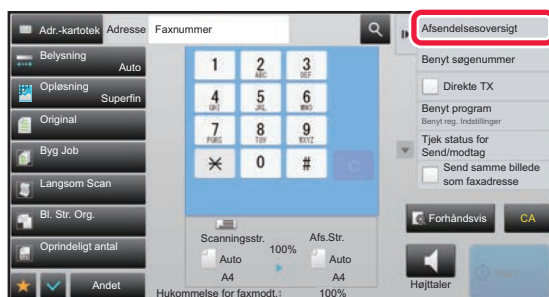 Adr.-kartotek
Adresse
Faxnummer
Afsendelsesoversigt
Belysning
Auto
Opløsning
Superfin
Original
Byg Job
Langsom Scan
Bl. Str. Org.
Oprindeligt antal
Andet
1
2 ABC
3 DEF
4 GHI
5 JKL
6 MNO
7 PQRS
8 TUV
9 WXYZ
0
#
C
Scanningsstr.
100%
Afs.Str.
Auto
A4
Auto
A4
Hukommelse for faxmodt.:
100%
Benyt søgenummer
Direkte TX
Benyt program
Benyt reg. Indstillinger
Tjek status for
Send/modtag
Send samme billede
som faxadresse
Forhåndsvis
CA
Højttaler
Start